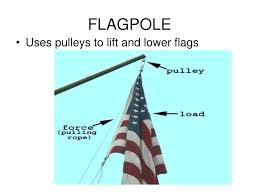 FLAGPOLE
• Uses pulleys to lift and lower flags
pulley
load
force
(pulling
rope)